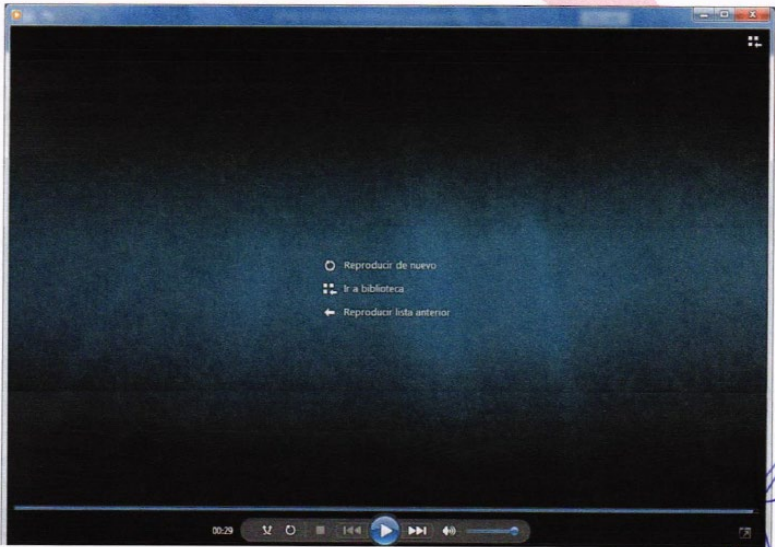 Reproducir de nuevo
Ir a biblioteca
Reproducir lista anterior
00:29